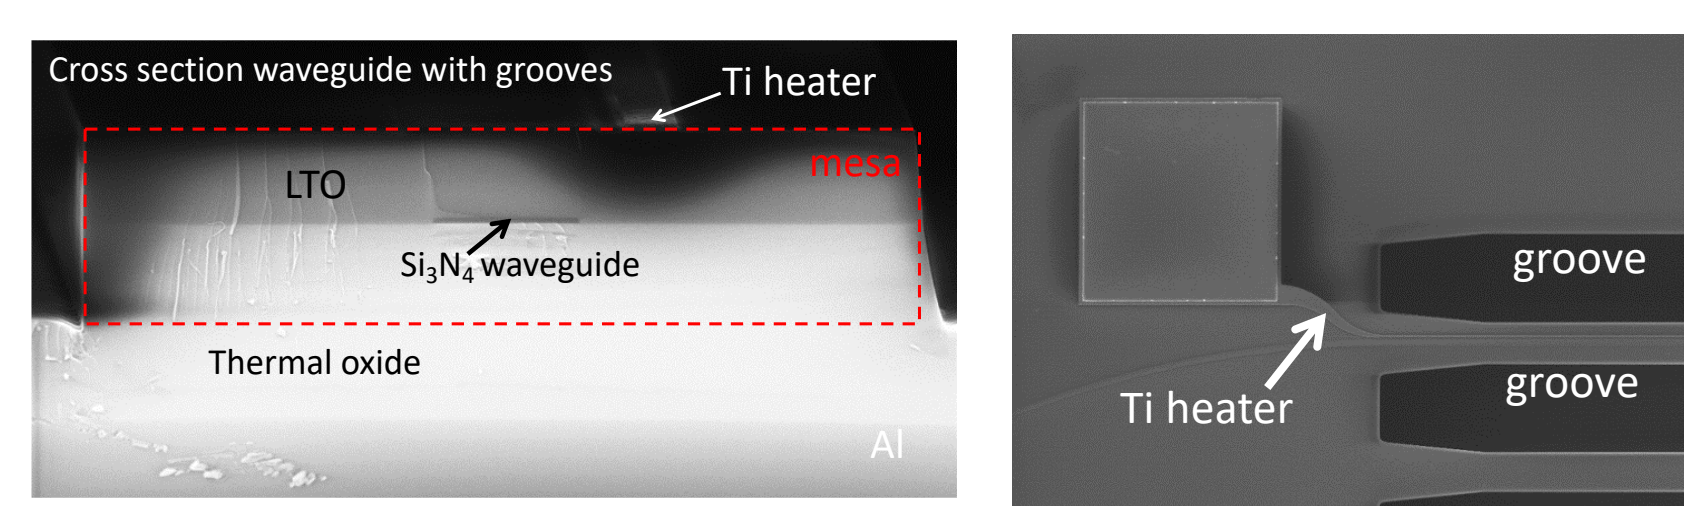 Cross section waveguide with grooves
Ti heater
mesa
LTO
Si₃N₄ waveguide
Thermal oxide
Al
groove
groove
Ti heater